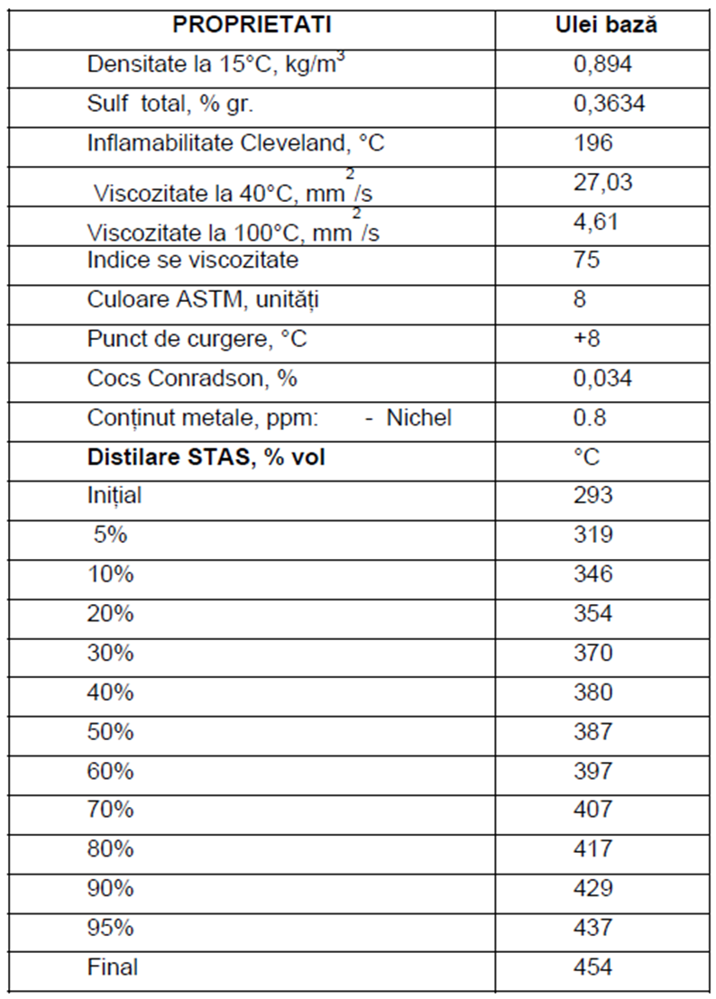 PROPRIETATI Ulei bază
Densitate la 15°C, kg/m³ 0,894
Sulf total, % gr. 0,3634
Inflamabilitate Cleveland, °C 196
Viscozitate la 40°C, mm²/s 27,03
Viscozitate la 100°C, mm²/s 4,61
Indice se viscozitate 75
Culoare ASTM, unități 8
Punct de curgere, °C +8
Cocs Conradson, % 0,034
Conținut metale, ppm: - Nichel 0.8
Distilare STAS, % vol °C
Inițial 293
5% 319
10% 346
20% 354
30% 370
40% 380
50% 387
60% 397
70% 407
80% 417
90% 429
95% 437
Final 454